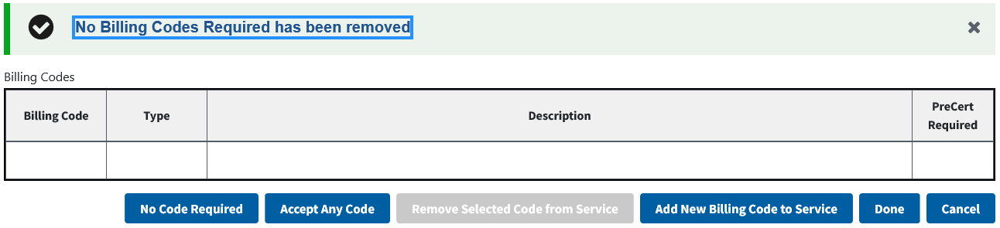 No Billing Codes Required has been removed
Billing Codes
Billing Code Type Description PreCert Required
No Code Required Accept Any Code Remove Selected Code from Service Add New Billing Code to Service Done Cancel